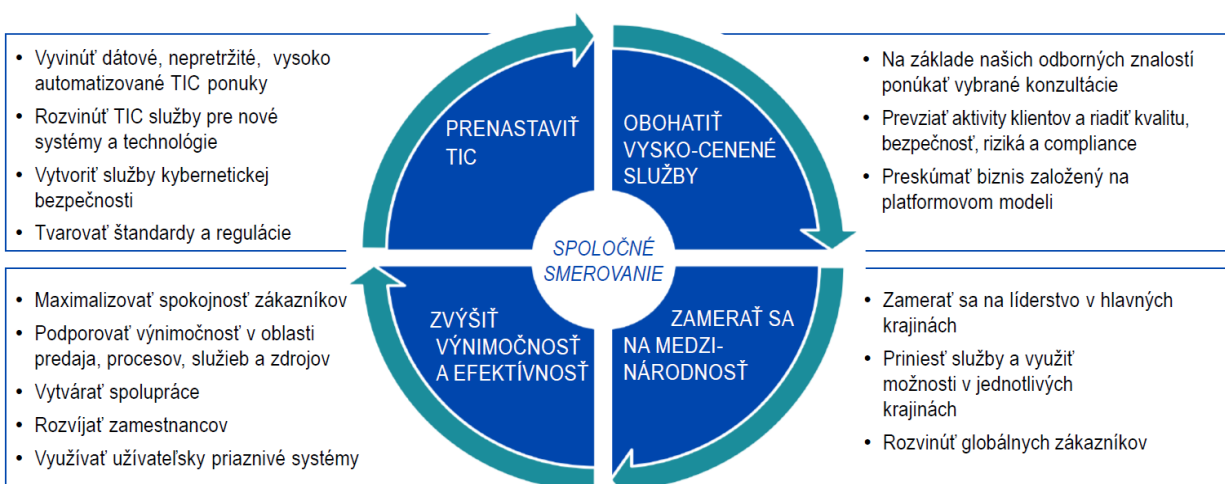 • Vyvinúť dátové, nepretržité, vysoko
automatizované TIC ponuky
• Rozvinúť TIC služby pre nové
systémy a technológie
• Vytvoriť služby kybernetickej
bezpečnosti
• Tvarovať štandardy a regulácie
PRENASTAVIŤ
TIC
OBOHATIŤ
VYSKO-CENENÉ
SLUŽBY
• Na základe našich odborných znalostí
ponúkať vybrané konzultácie
• Prevziať aktivity klientov a riadiť kvalitu,
bezpečnosť, riziká a compliance
• Preskúmať biznis založený na
platformovom modeli
SPOLOČNÉ
SMEROVANIE
• Maximalizovať spokojnosť zákazníkov
• Podporovať výnimočnosť v oblasti
predaja, procesov, služieb a zdrojov
• Vytvárať spolupráce
• Rozvíjať zamestnancov
• Využívať užívateľsky priaznivé systémy
ZVÝŠIŤ
VÝNIMOČNOSŤ
A EFEKTÍVNOSŤ
ZAMERAŤ SA
NA MEDZI-
NÁRODNOSŤ
• Zamerať sa na líderstvo v hlavných
krajinách
• Priniesť služby a využiť
možnosti v jednotlivých
krajinách
• Rozvinúť globálnych zákazníkov